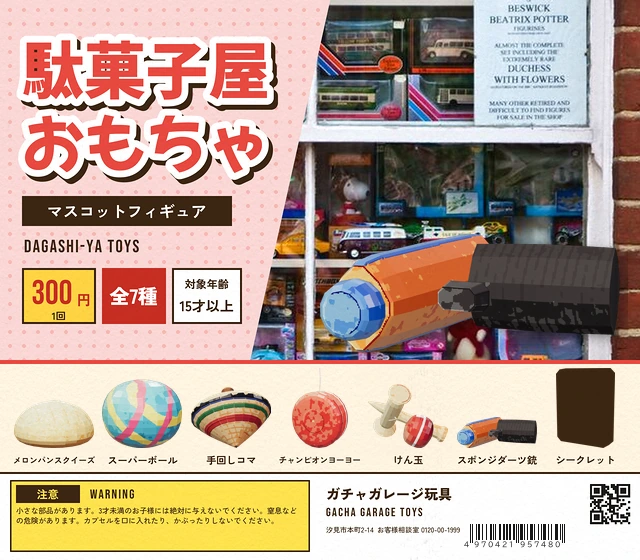 駄菓子屋
おもちゃ
マスコットフィギュア
DAGASHI-YA TOYS
300円
1回
全7種
対象年齢
15才以上
BESWICK
BEATRIX POTTER
FIGURINES
ALMOST THE COMPLETE
SET INCLUDING THE
EXTREMELY RARE
DUCHESS
WITH FLOWERS
MANY OTHER RETIRED AND
DIFFICULT TO FIND FIGURES
FOR SALE IN THE SHOP
メロンパンスクイーズ
スーパーボール
手回しコマ
チャンピオンヨーヨー
けん玉
スポンジダーツ銃
シークレット
注意 WARNING
小さな部品があります。3才未満のお子様には絶対に与えないでください。窒息など
の危険があります。カプセルを口に入れたり、かぶったりしないでください。
ガチャガレージ玩具
GACHA GARAGE TOYS
汐見市本町2-14 お客様相談室 0120-00-1999
4970421957480